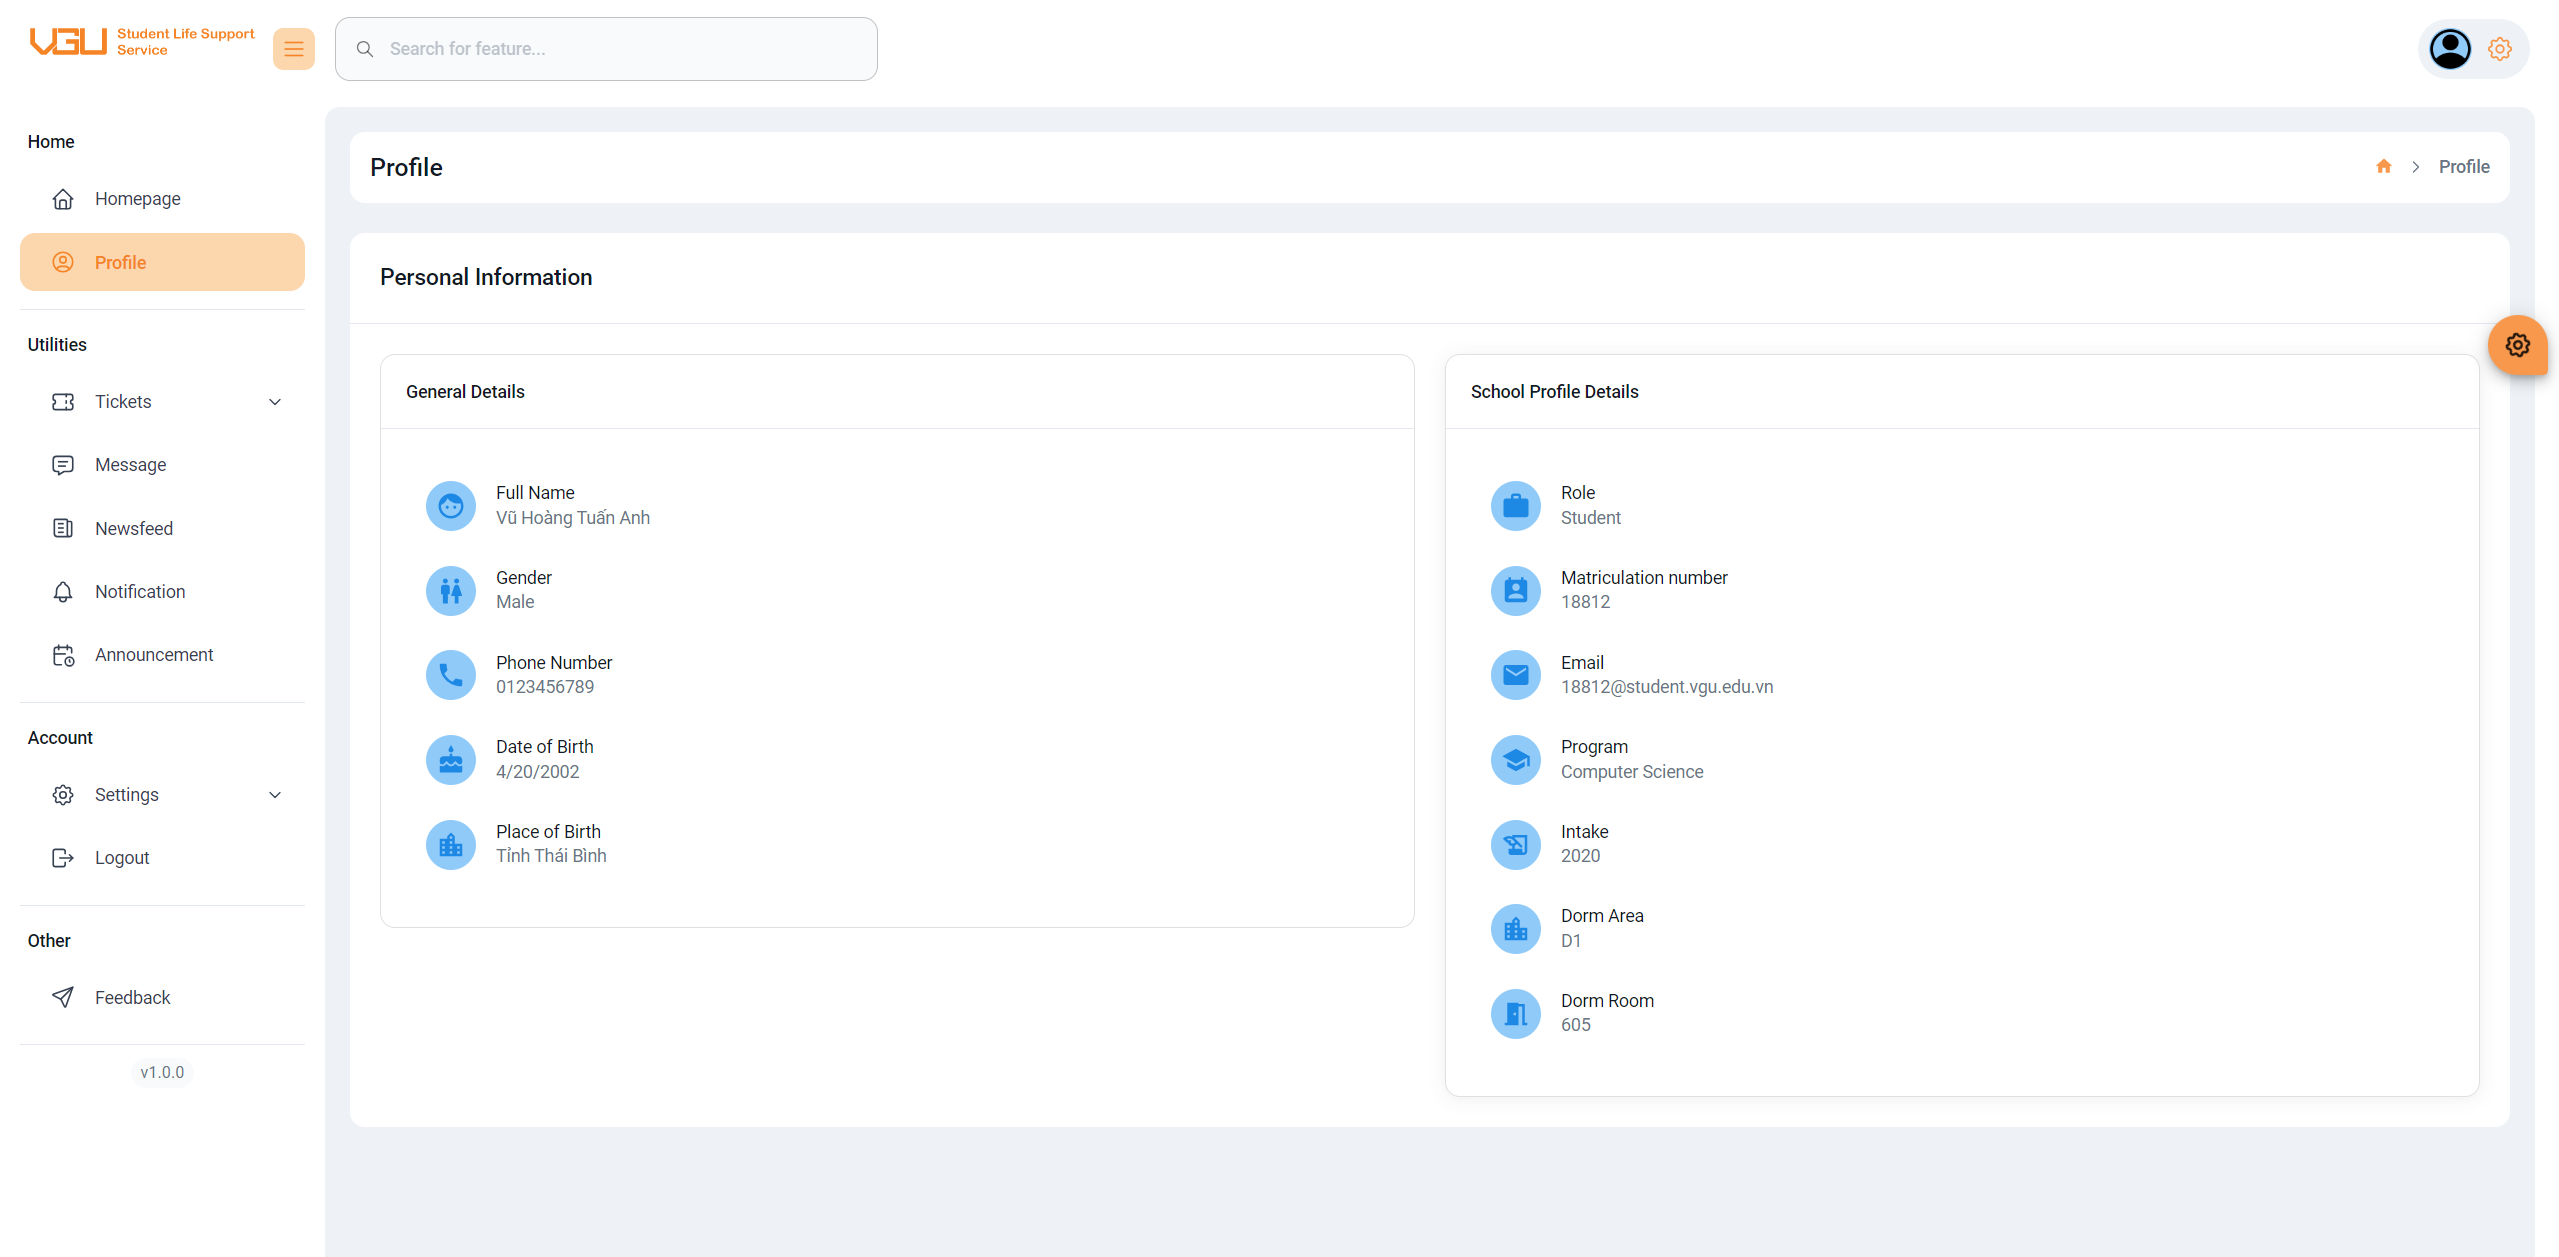 VGU Student Life Support
Service
Search for feature...
Home
Homepage
Profile
Utilities
Tickets
Message
Newsfeed
Notification
Announcement
Account
Settings
Logout
Other
Feedback
v1.0.0
Profile
Profile
Personal Information
General Details
Full Name
Vũ Hoàng Tuấn Anh
Gender
Male
Phone Number
0123456789
Date of Birth
4/20/2002
Place of Birth
Tỉnh Thái Bình
School Profile Details
Role
Student
Matriculation number
18812
Email
18812@student.vgu.edu.vn
Program
Computer Science
Intake
2020
Dorm Area
D1
Dorm Room
605